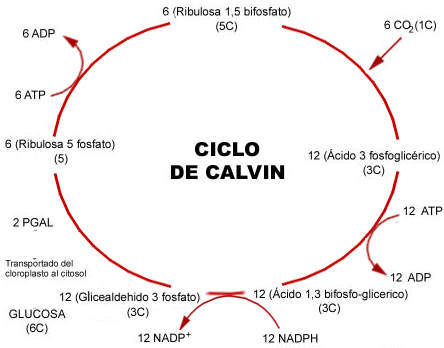 6 (Ribulosa 1,5 bifosfato)
(5C)
6 CO2(1C)
6 ADP
6 ATP
6 (Ribulosa 5 fosfato)
(5)
CICLO
DE CALVIN
12 (Ácido 3 fosfoglicérico)
(3C)
12 ATP
12 ADP
2 PGAL
Transportado del
cloroplasto al citosol
GLUCOSA
(6C)
12 (Glicealdehido 3 fosfato)
(3C)
12 (Ácido 1,3 bifosfo-glicerico)
(3C)
12 NADP+
12 NADPH